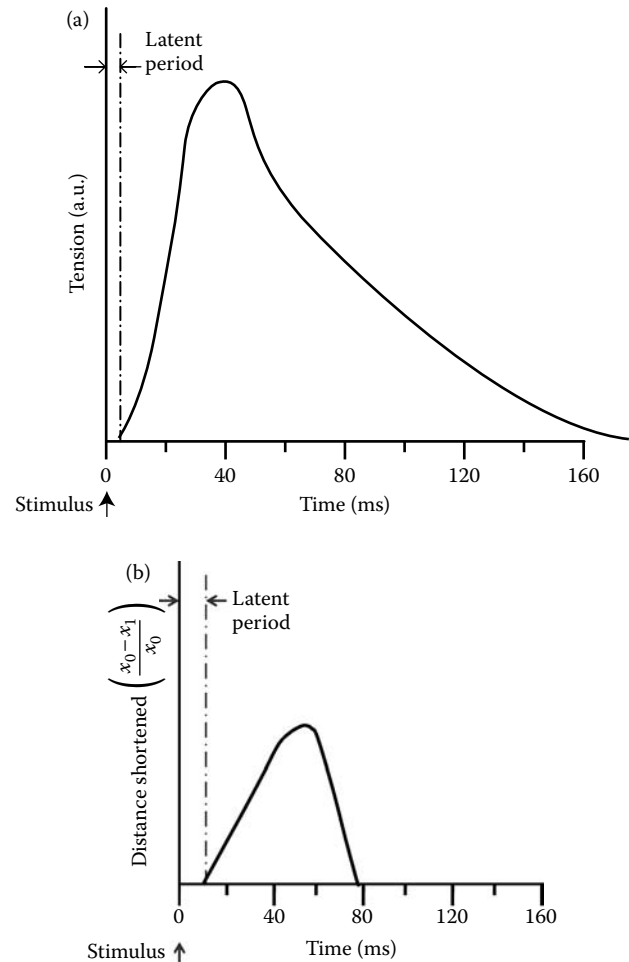 (a)
Latent
period
Tension (a.u.)
0 40 80 120 160
Stimulus Time (ms)
(b)
Latent
period
Distance shortened (x₀ – x₁ / x₀)
0 40 80 120 160
Time (ms)
Stimulus